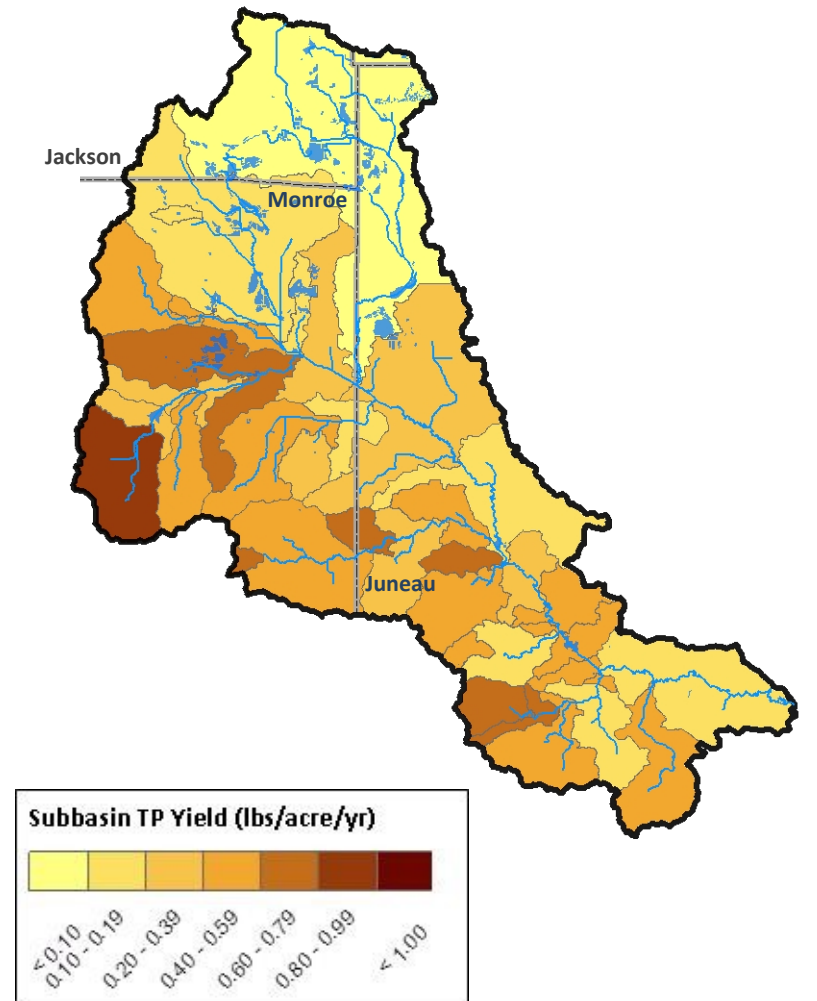 Jackson
Monroe
Juneau
Subbasin TP Yield (lbs/acre/yr)
< 0.10
0.10 - 0.19
0.20 - 0.39
0.40 - 0.59
0.60 - 0.79
0.80 - 0.99
< 1.00